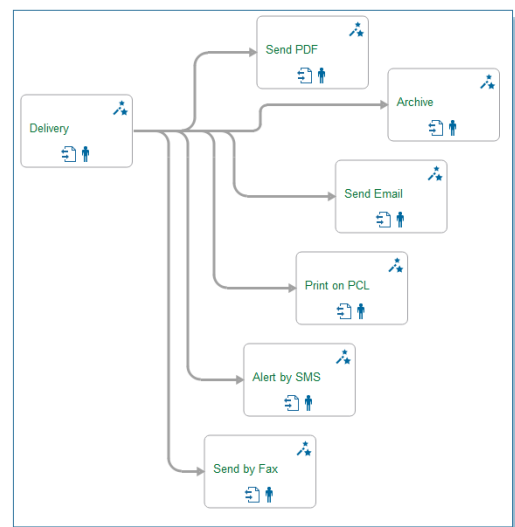 Send PDF
Archive
Delivery
Send Email
Print on PCL
Alert by SMS
Send by Fax